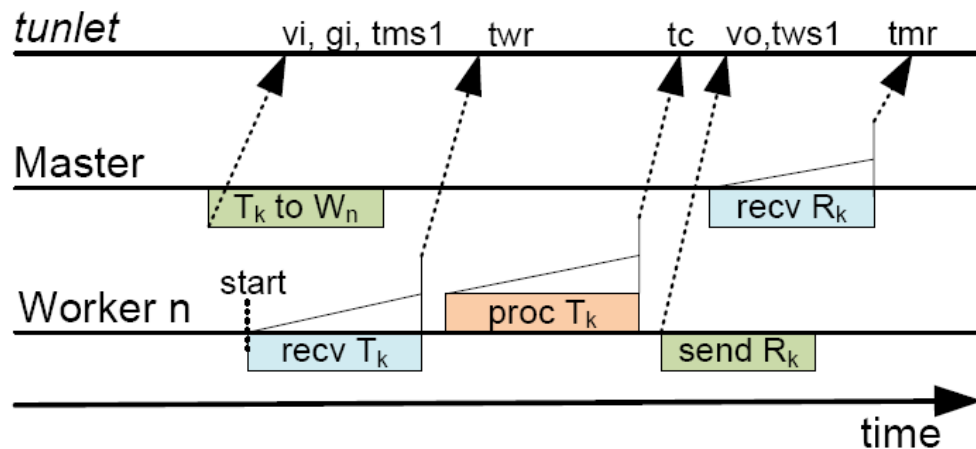 tunlet
vi, gi, tms1
twr
tc
vo,tws1
tmr
Master
Tk to Wn
recv Rk
start
Worker n
proc Tk
recv Tk
send Rk
time